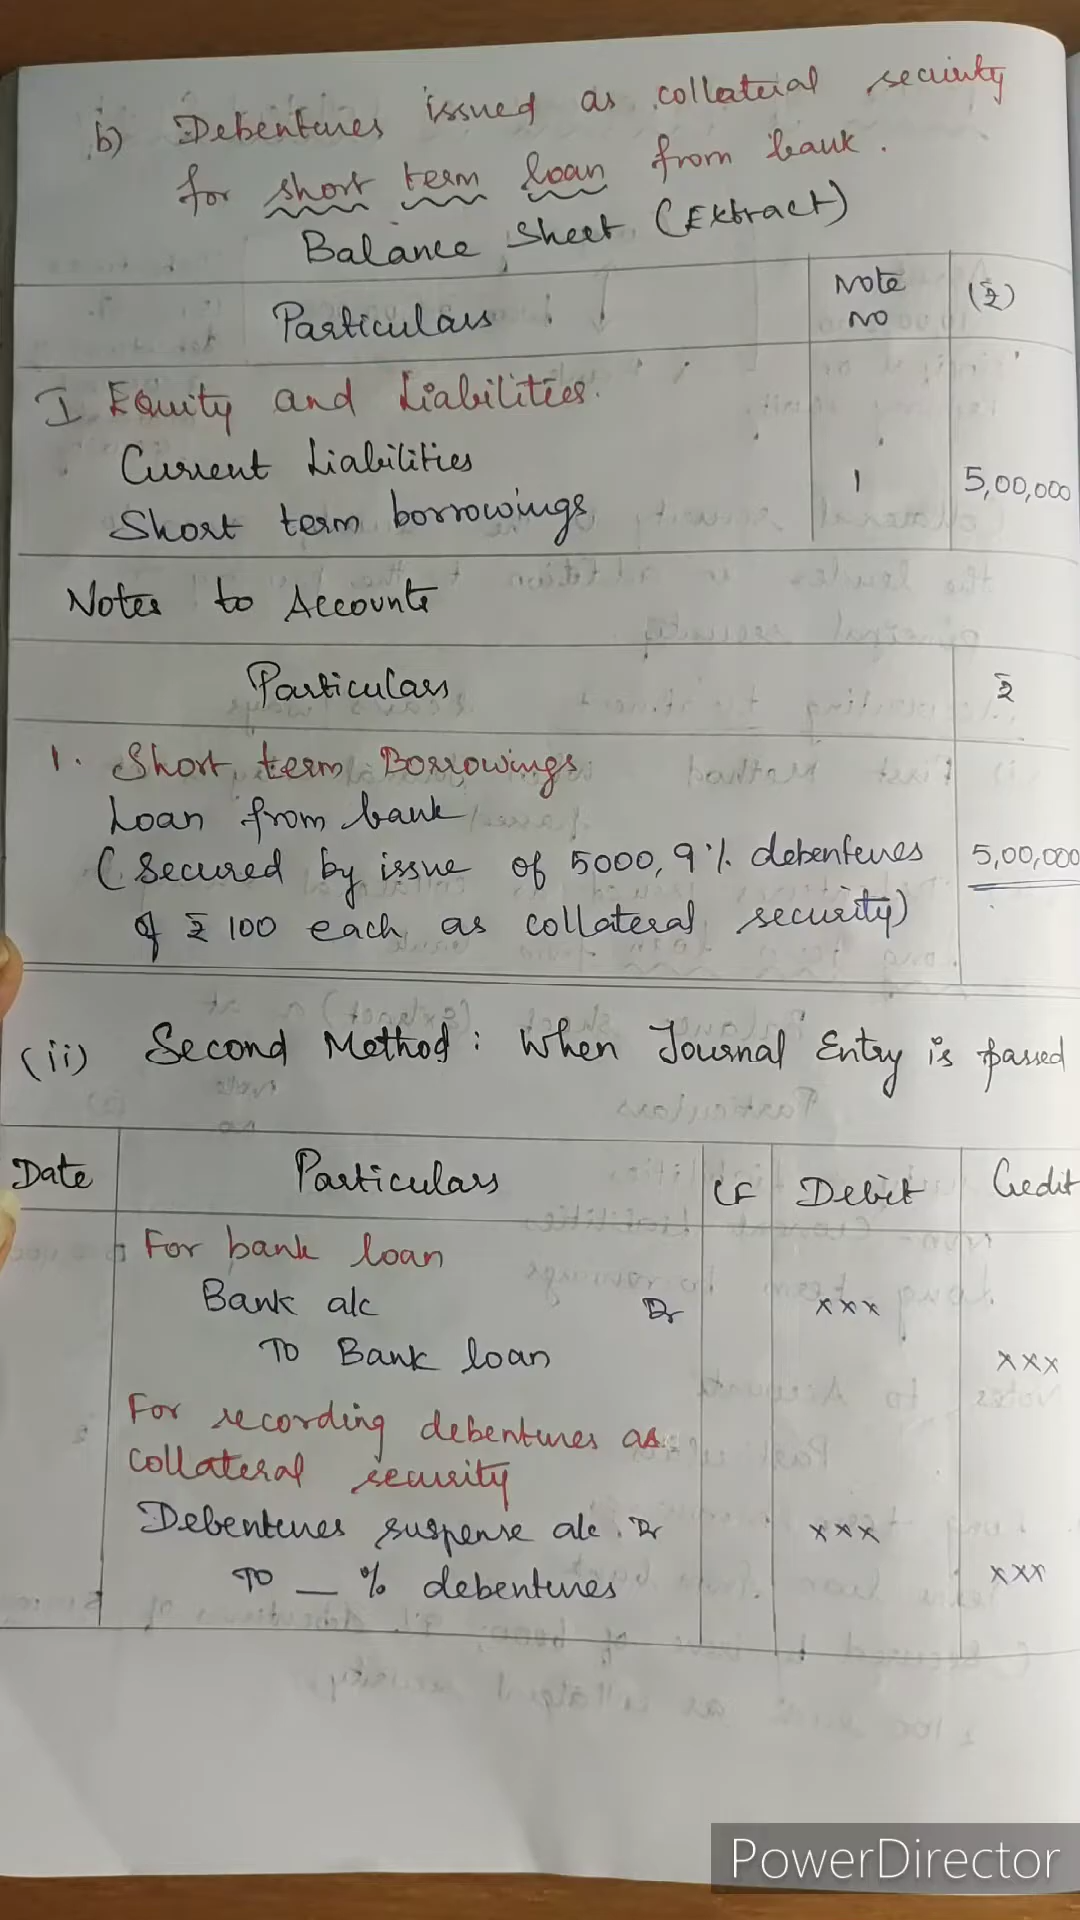 b) Debentures issued as collateral security
for short term loan from bank.
Balance Sheet (Extract)
Particulars Note No (₹)
I Equity and Liabilities.
Current Liabilities
Short term borrowings 1 5,00,000
Notes to Accounts
Particulars ₹
1. Short term Borrowings
Loan from bank
(Secured by issue of 5000, 9% debentures 5,00,000
of ₹ 100 each as collateral security)
(ii) Second Method: When Journal Entry is passed
Date Particulars LF Debit Credit
For bank loan
Bank a/c Dr xxx
To Bank loan xxx
For recording debentures as
collateral security
Debentures suspense a/c. Dr xxx
To __ % debentures xxx
PowerDirector